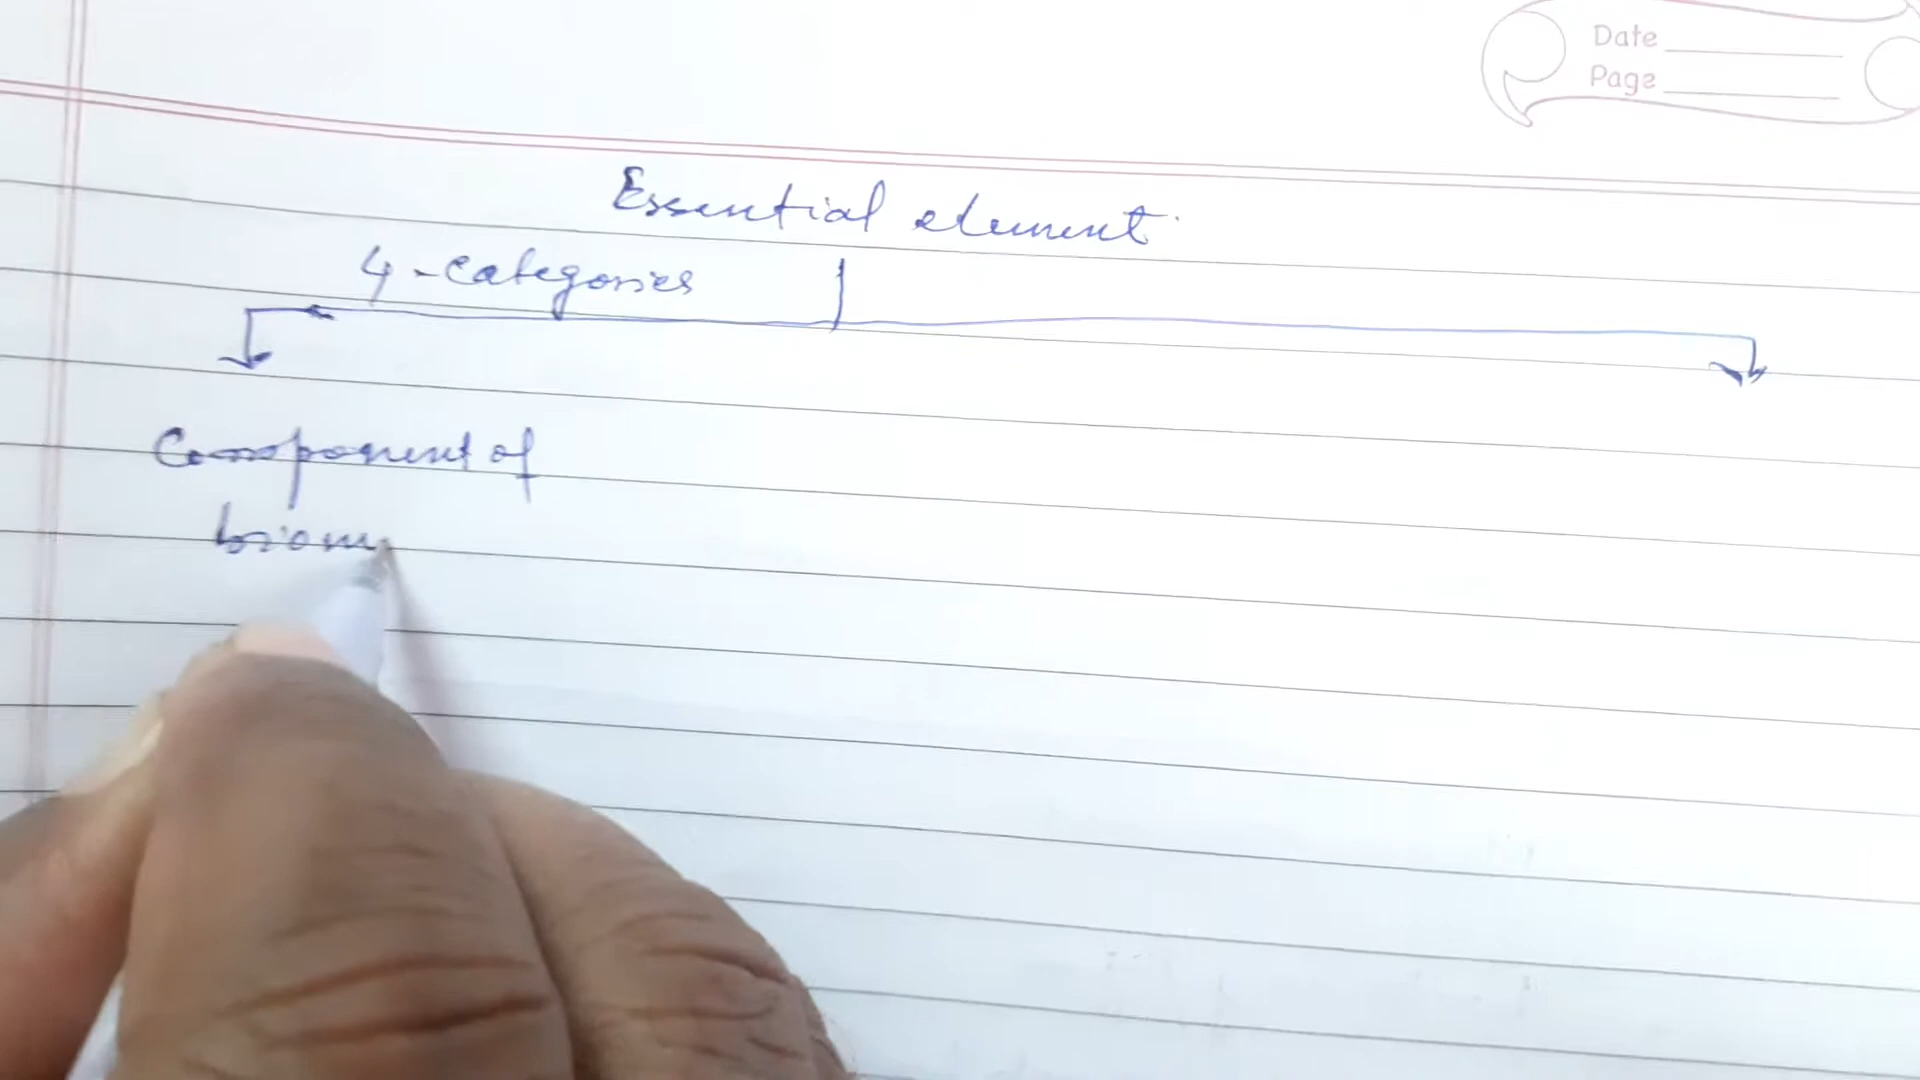 Date
Page
Essential element
4-categories
Component of
biom